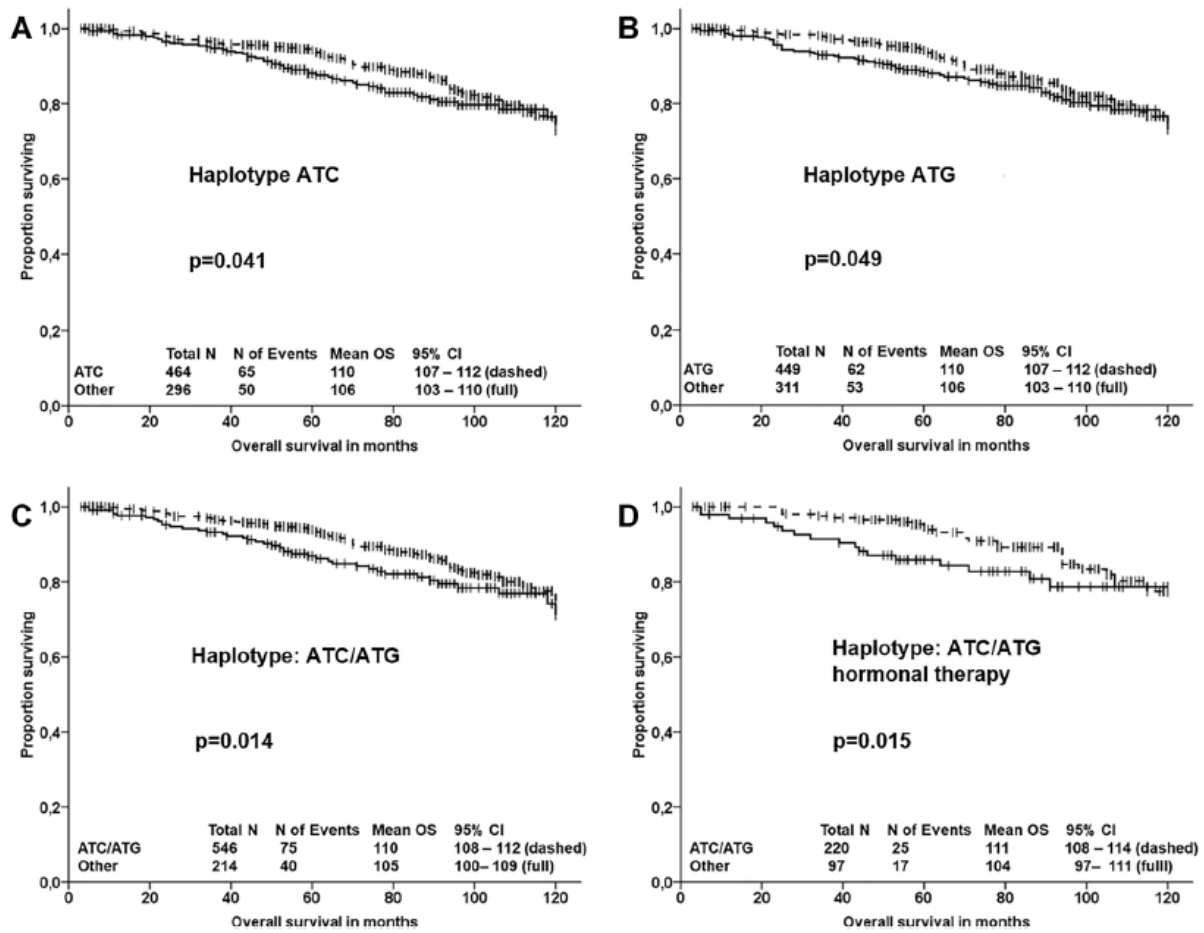 A
1,0
0,8
0,6
0,4
0,2
0,0
Proportion surviving
Haplotype ATC
p=0.041
Total N N of Events Mean OS 95% CI
ATC 464 65 110 107 – 112 (dashed)
Other 296 50 106 103 – 110 (full)
0 20 40 60 80 100 120
Overall survival in months
B
1,0
0,8
0,6
0,4
0,2
0,0
Proportion surviving
Haplotype ATG
p=0.049
Total N N of Events Mean OS 95% CI
ATG 449 62 110 107 – 112 (dashed)
Other 311 53 106 103 – 110 (full)
0 20 40 60 80 100 120
Overall survival in months
C
1,0
0,8
0,6
0,4
0,2
0,0
Proportion surviving
Haplotype: ATC/ATG
p=0.014
Total N N of Events Mean OS 95% CI
ATC/ATG 546 75 110 108 – 112 (dashed)
Other 214 40 105 100– 109 (fulll)
0 20 40 60 80 100 120
Overall survival in months
D
1,0
0,8
0,6
0,4
0,2
0,0
Proportion surviving
Haplotype: ATC/ATG
hormonal therapy
p=0.015
Total N N of Events Mean OS 95% CI
ATC/ATG 220 25 111 108 – 114 (dashed)
Other 97 17 104 97– 111 (fulll)
0 20 40 60 80 100 120
Overall survival in months